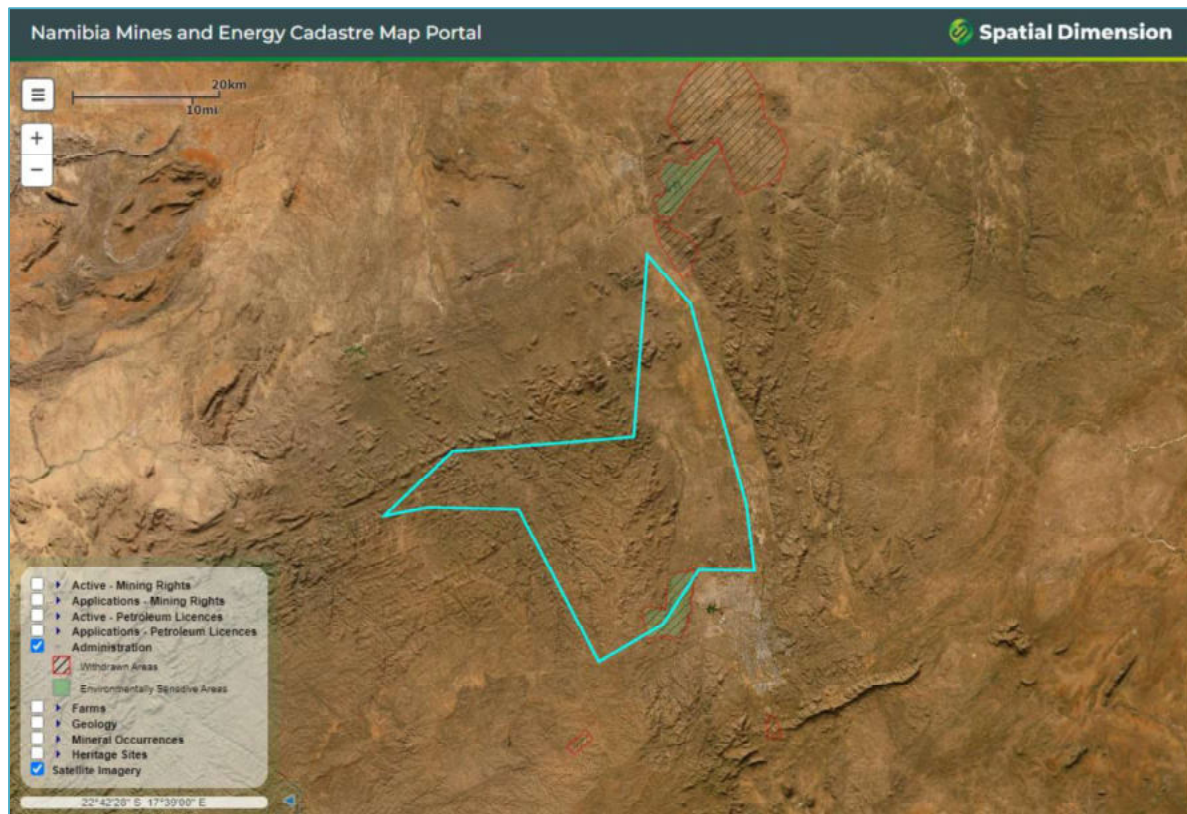 Namibia Mines and Energy Cadastre Map Portal
Spatial Dimension
20km
10mi
+
−
Active - Mining Rights
Applications - Mining Rights
Active - Petroleum Licences
Applications - Petroleum Licences
Administration
Withdrawn Areas
Environmentally Sensitive Areas
Farms
Geology
Mineral Occurrences
Heritage Sites
Satellite Imagery
22°42'20" S 17°39'00" E